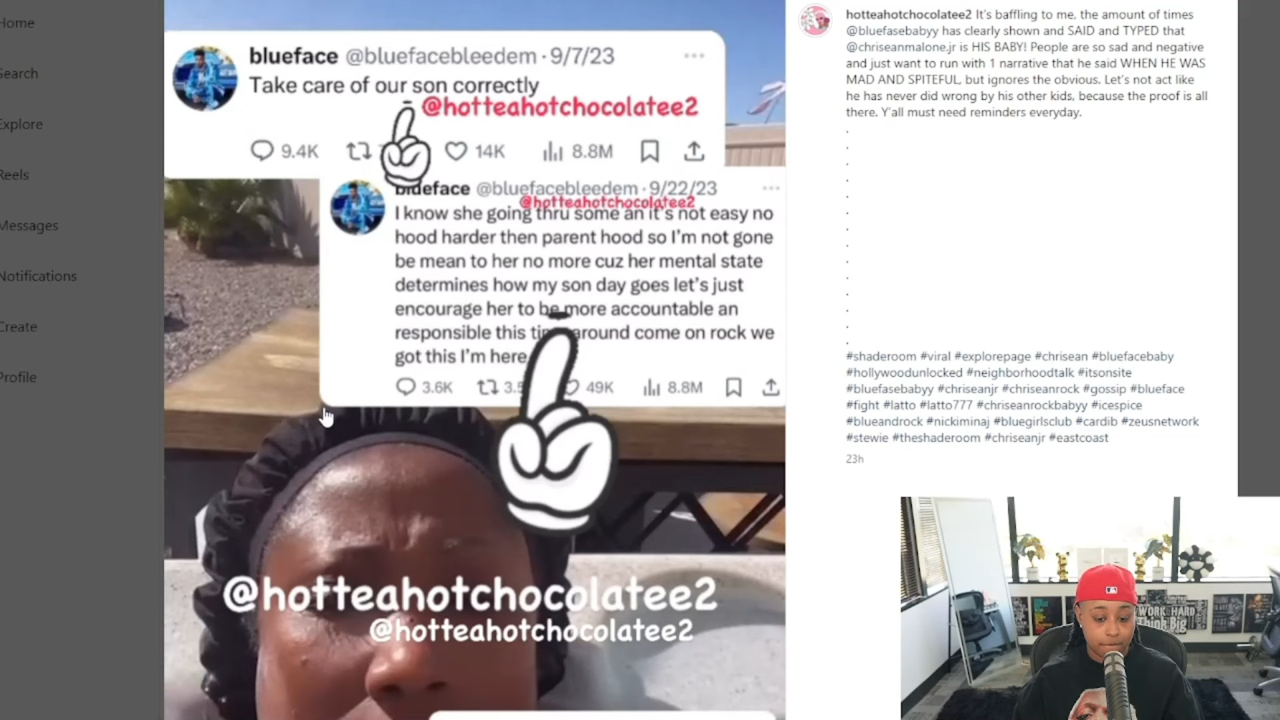 Home
Search
Explore
Reels
Messages
Notifications
Create
Profile
blueface @bluefacebleedem · 9/7/23
Take care of our son correctly
@hotteahotchocolatee2
9.4K 14K 8.8M
blueface @bluefacebleedem · 9/22/23
@hotteahotchocolatee2
I know she going thru some an it's not easy no
hood harder then parent hood so I'm not gone
be mean to her no more cuz her mental state
determines how my son day goes let's just
encourage her to be more accountable an
responsible this time around come on rock we
got this I'm here
3.6K 49K 8.8M
@hotteahotchocolatee2
@hotteahotchocolatee2
hotteahotchocolatee2 It's baffling to me, the amount of times
@bluefasebabyy has clearly shown and SAID and TYPED that
@chriseanmalone.jr is HIS BABY! People are so sad and negative
and just want to run with 1 narrative that he said WHEN HE WAS
MAD AND SPITEFUL, but ignores the obvious. Let's not act like
he has never did wrong by his other kids, because the proof is all
there. Y'all must need reminders everyday.
.
.
.
.
.
.
.
.
.
.
.
.
.
.
#shaderoom #viral #explorepage #chrisean #bluefacebaby
#hollywoodunlocked #neighborhoodtalk #itsonsite
#bluefasebabyy #chriseanjr #chriseanrock #gossip #blueface
#fight #latto #latto777 #chriseanrockbabyy #icespice
#blueandrock #nickiminaj #bluegirlsclub #cardib #zeusnetwork
#stewie #theshaderoom #chriseanjr #eastcoast
23h
WORK HARD
Think Big